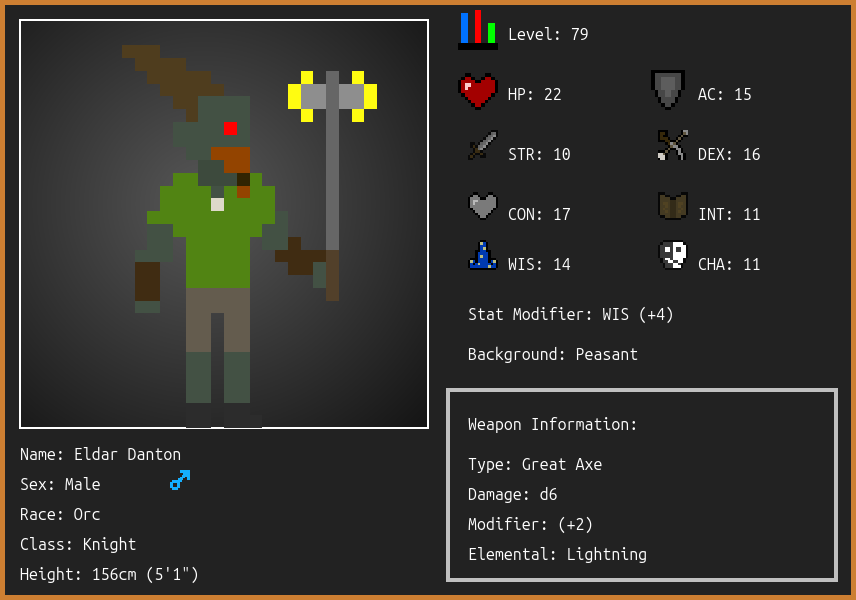 Level: 79
HP: 22
AC: 15
STR: 10
DEX: 16
CON: 17
INT: 11
WIS: 14
CHA: 11
Stat Modifier: WIS (+4)
Background: Peasant
Weapon Information:
Type: Great Axe
Damage: d6
Modifier: (+2)
Elemental: Lightning
Name: Eldar Danton
Sex: Male
Race: Orc
Class: Knight
Height: 156cm (5'1")